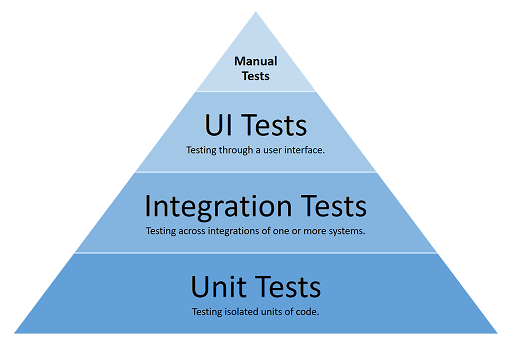 Manual
Tests
UI Tests
Testing through a user interface.
Integration Tests
Testing across integrations of one or more systems.
Unit Tests
Testing isolated units of code.